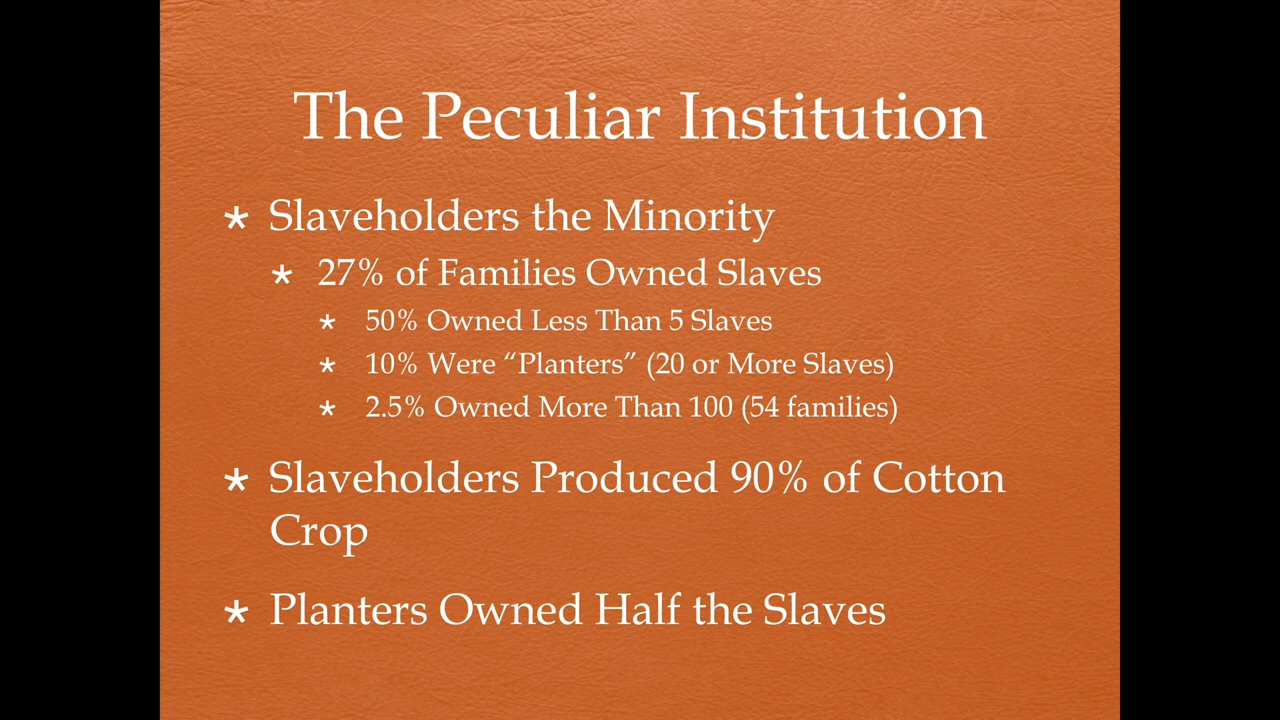 The Peculiar Institution
* Slaveholders the Minority
* 27% of Families Owned Slaves
* 50% Owned Less Than 5 Slaves
* 10% Were “Planters” (20 or More Slaves)
* 2.5% Owned More Than 100 (54 families)
* Slaveholders Produced 90% of Cotton
Crop
* Planters Owned Half the Slaves